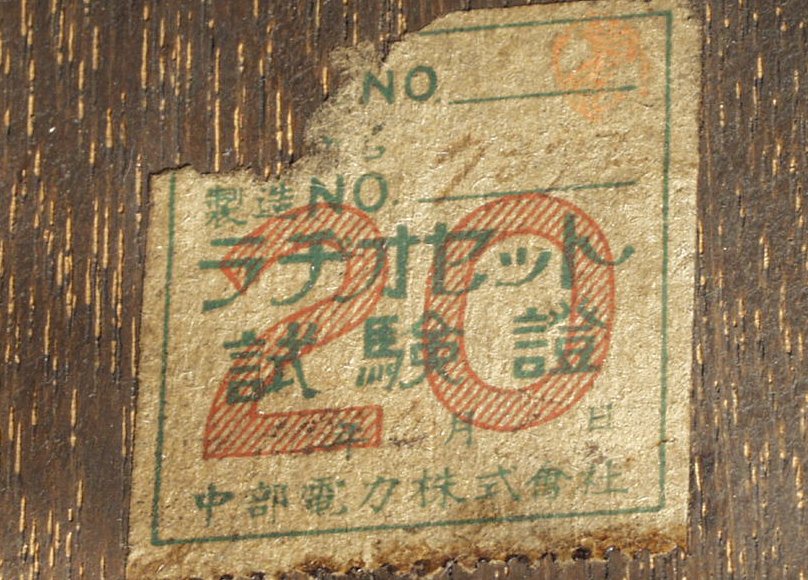 NO.
製造NO.
ラヂオセット
試験證
20
年 月 日
中部電力株式會社